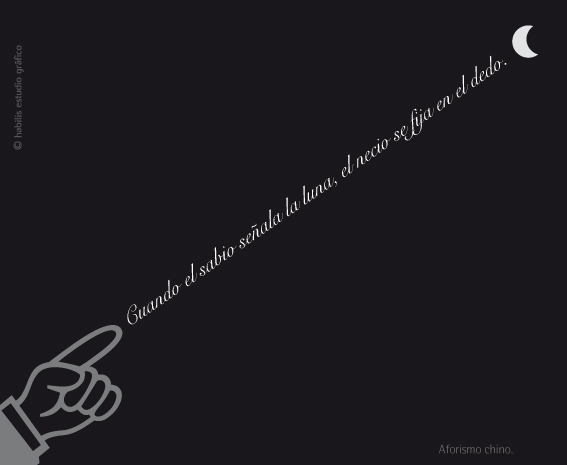 © habilis estudio gráfico
Cuando el sabio señala la luna, el necio se fija en el dedo.
Aforismo chino.